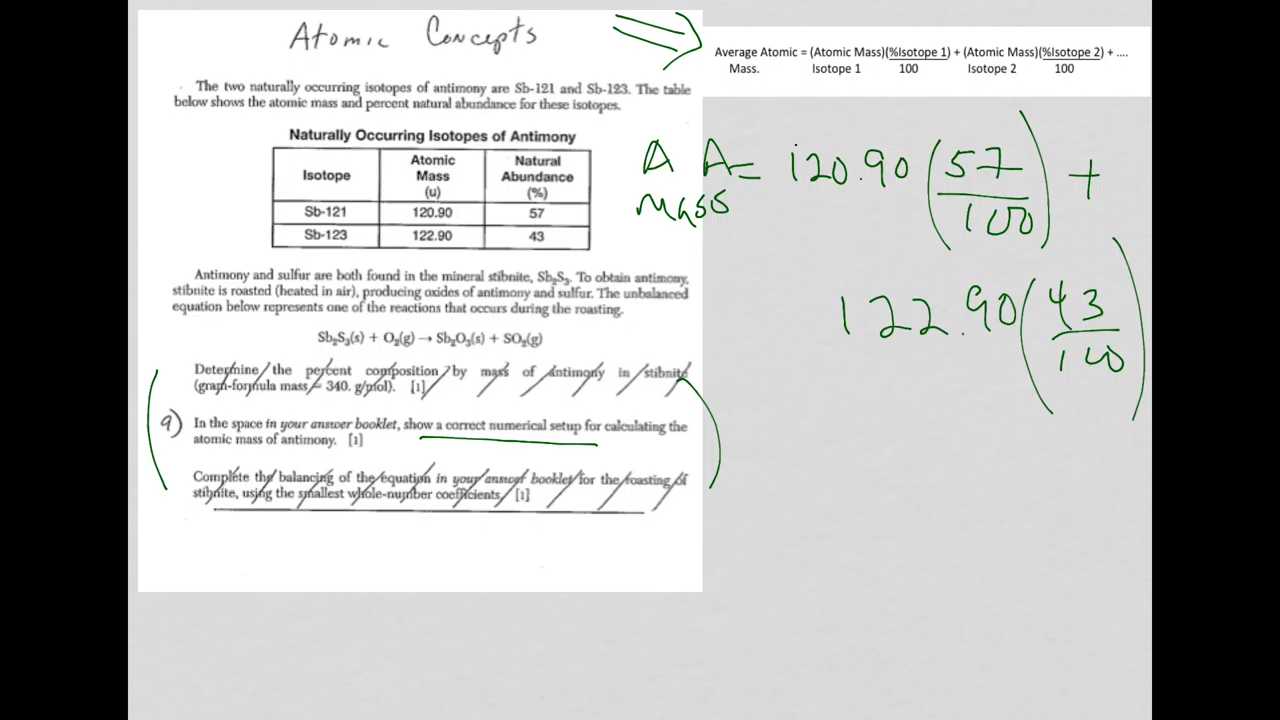 Atomic Concepts
The two naturally occurring isotopes of antimony are Sb-121 and Sb-123. The table
below shows the atomic mass and percent natural abundance for these isotopes.
Naturally Occurring Isotopes of Antimony
Isotope Atomic Mass (u) Natural Abundance (%)
Sb-121 120.90 57
Sb-123 122.90 43
Antimony and sulfur are both found in the mineral stibnite, Sb₂S₃. To obtain antimony,
stibnite is roasted (heated in air), producing oxides of antimony and sulfur. The unbalanced
equation below represents one of the reactions that occurs during the roasting.
Sb₂S₃(s) + O₂(g) → Sb₂O₃(s) + SO₂(g)
Determine the percent composition by mass of antimony in stibnite
(gram-formula mass = 340. g/mol). [1]
9) In the space in your answer booklet, show a correct numerical setup for calculating the
atomic mass of antimony. [1]
Complete the balancing of the equation in your answer booklet for the roasting of
stibnite, using the smallest whole-number coefficients. [1]
Average Atomic = (Atomic Mass)(%Isotope 1) + (Atomic Mass)(%Isotope 2) + ....
Mass. Isotope 1 100 Isotope 2 100
A A = 120.90 (57/100) +
mass
122.90 (43/100)